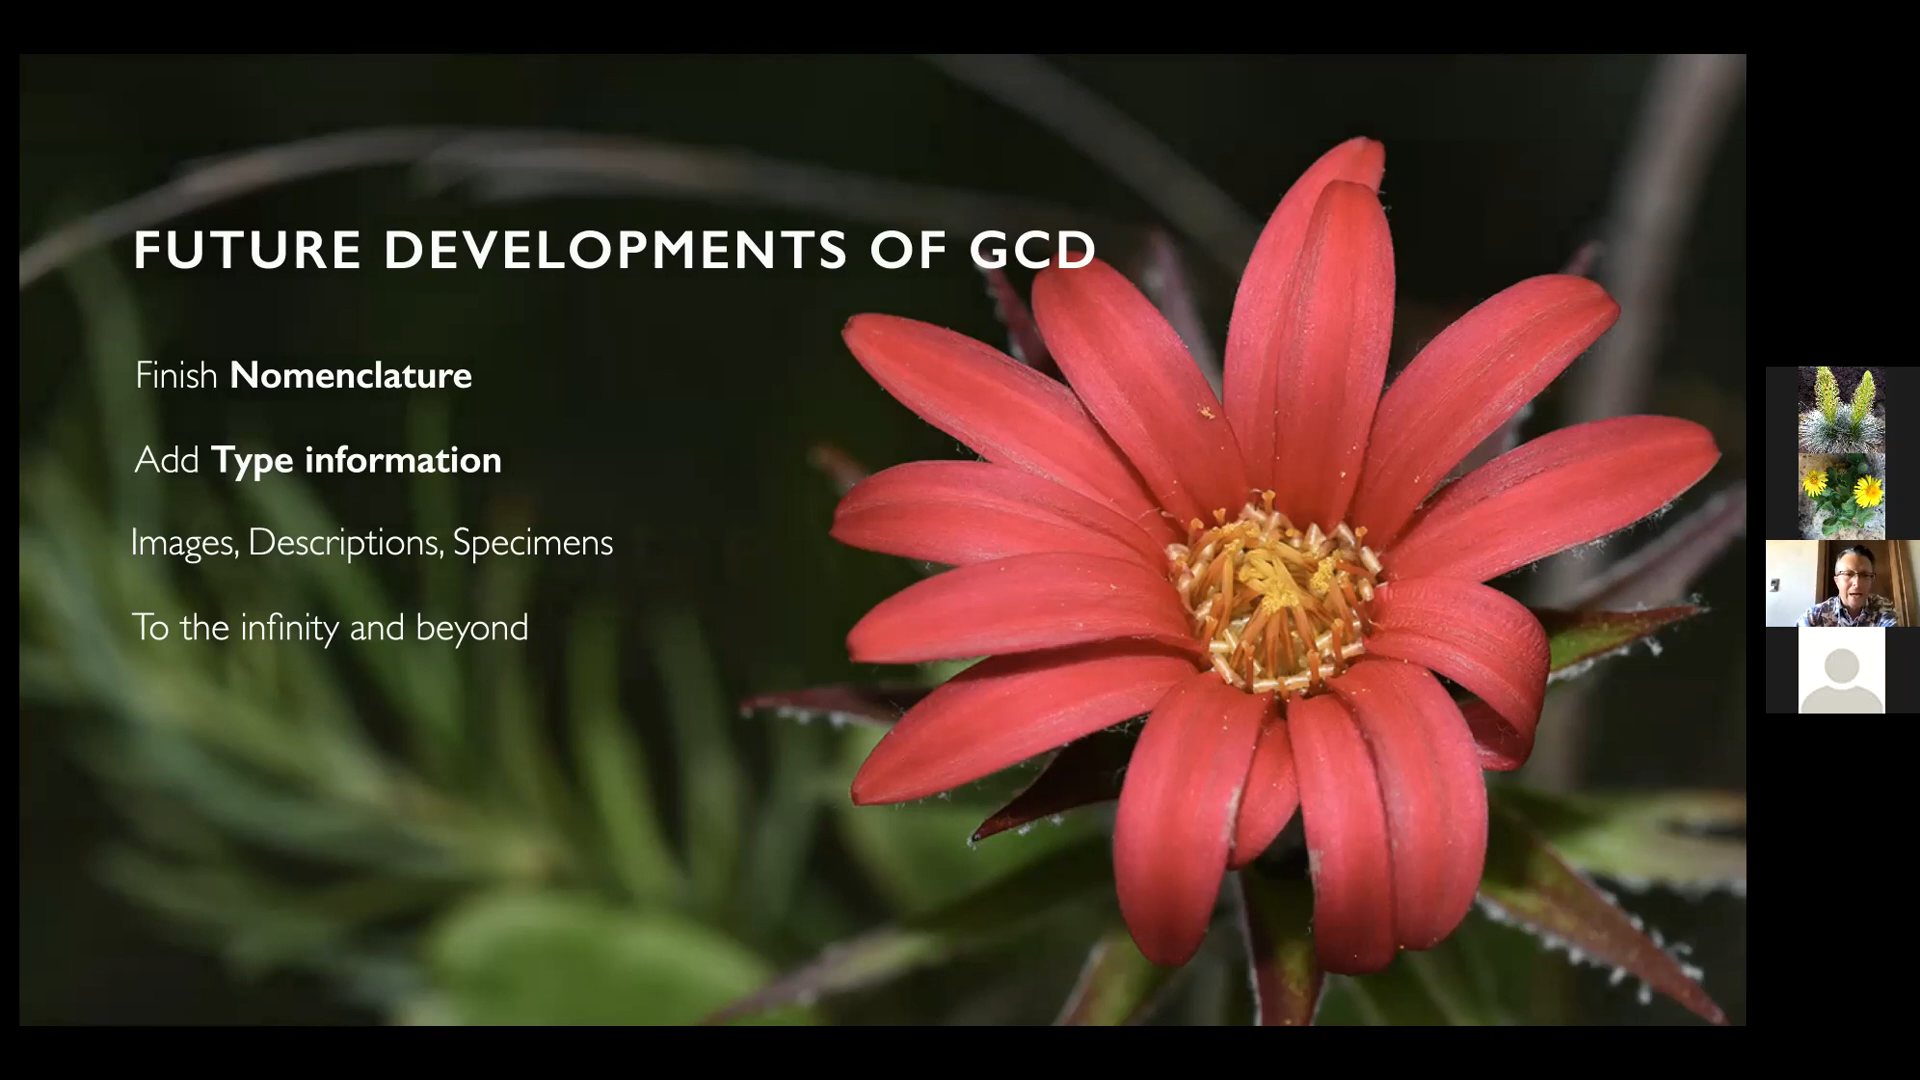 FUTURE DEVELOPMENTS OF GCD
Finish Nomenclature
Add Type information
Images, Descriptions, Specimens
To the infinity and beyond